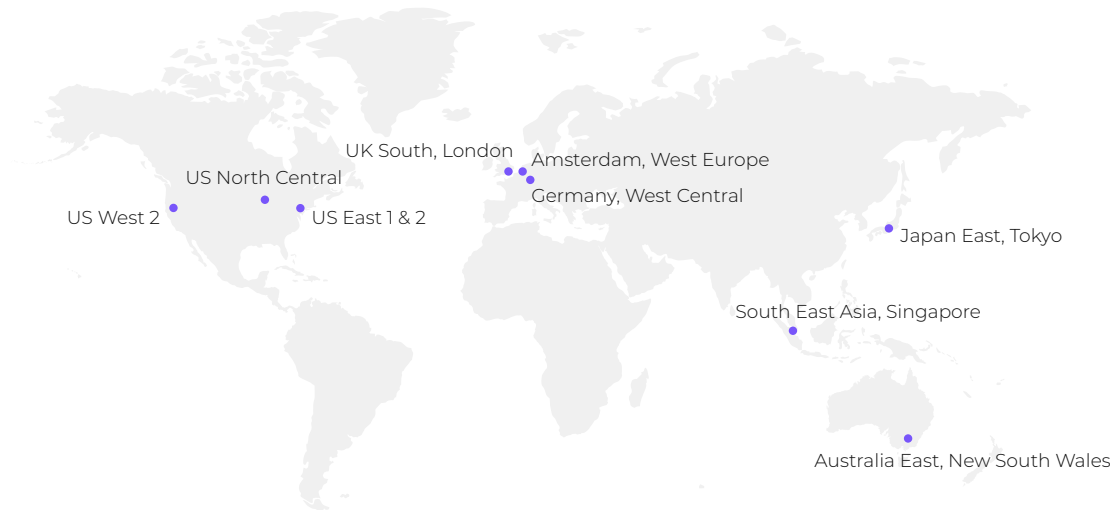 UK South, London
Amsterdam, West Europe
US North Central
Germany, West Central
US West 2
US East 1 & 2
Japan East, Tokyo
South East Asia, Singapore
Australia East, New South Wales